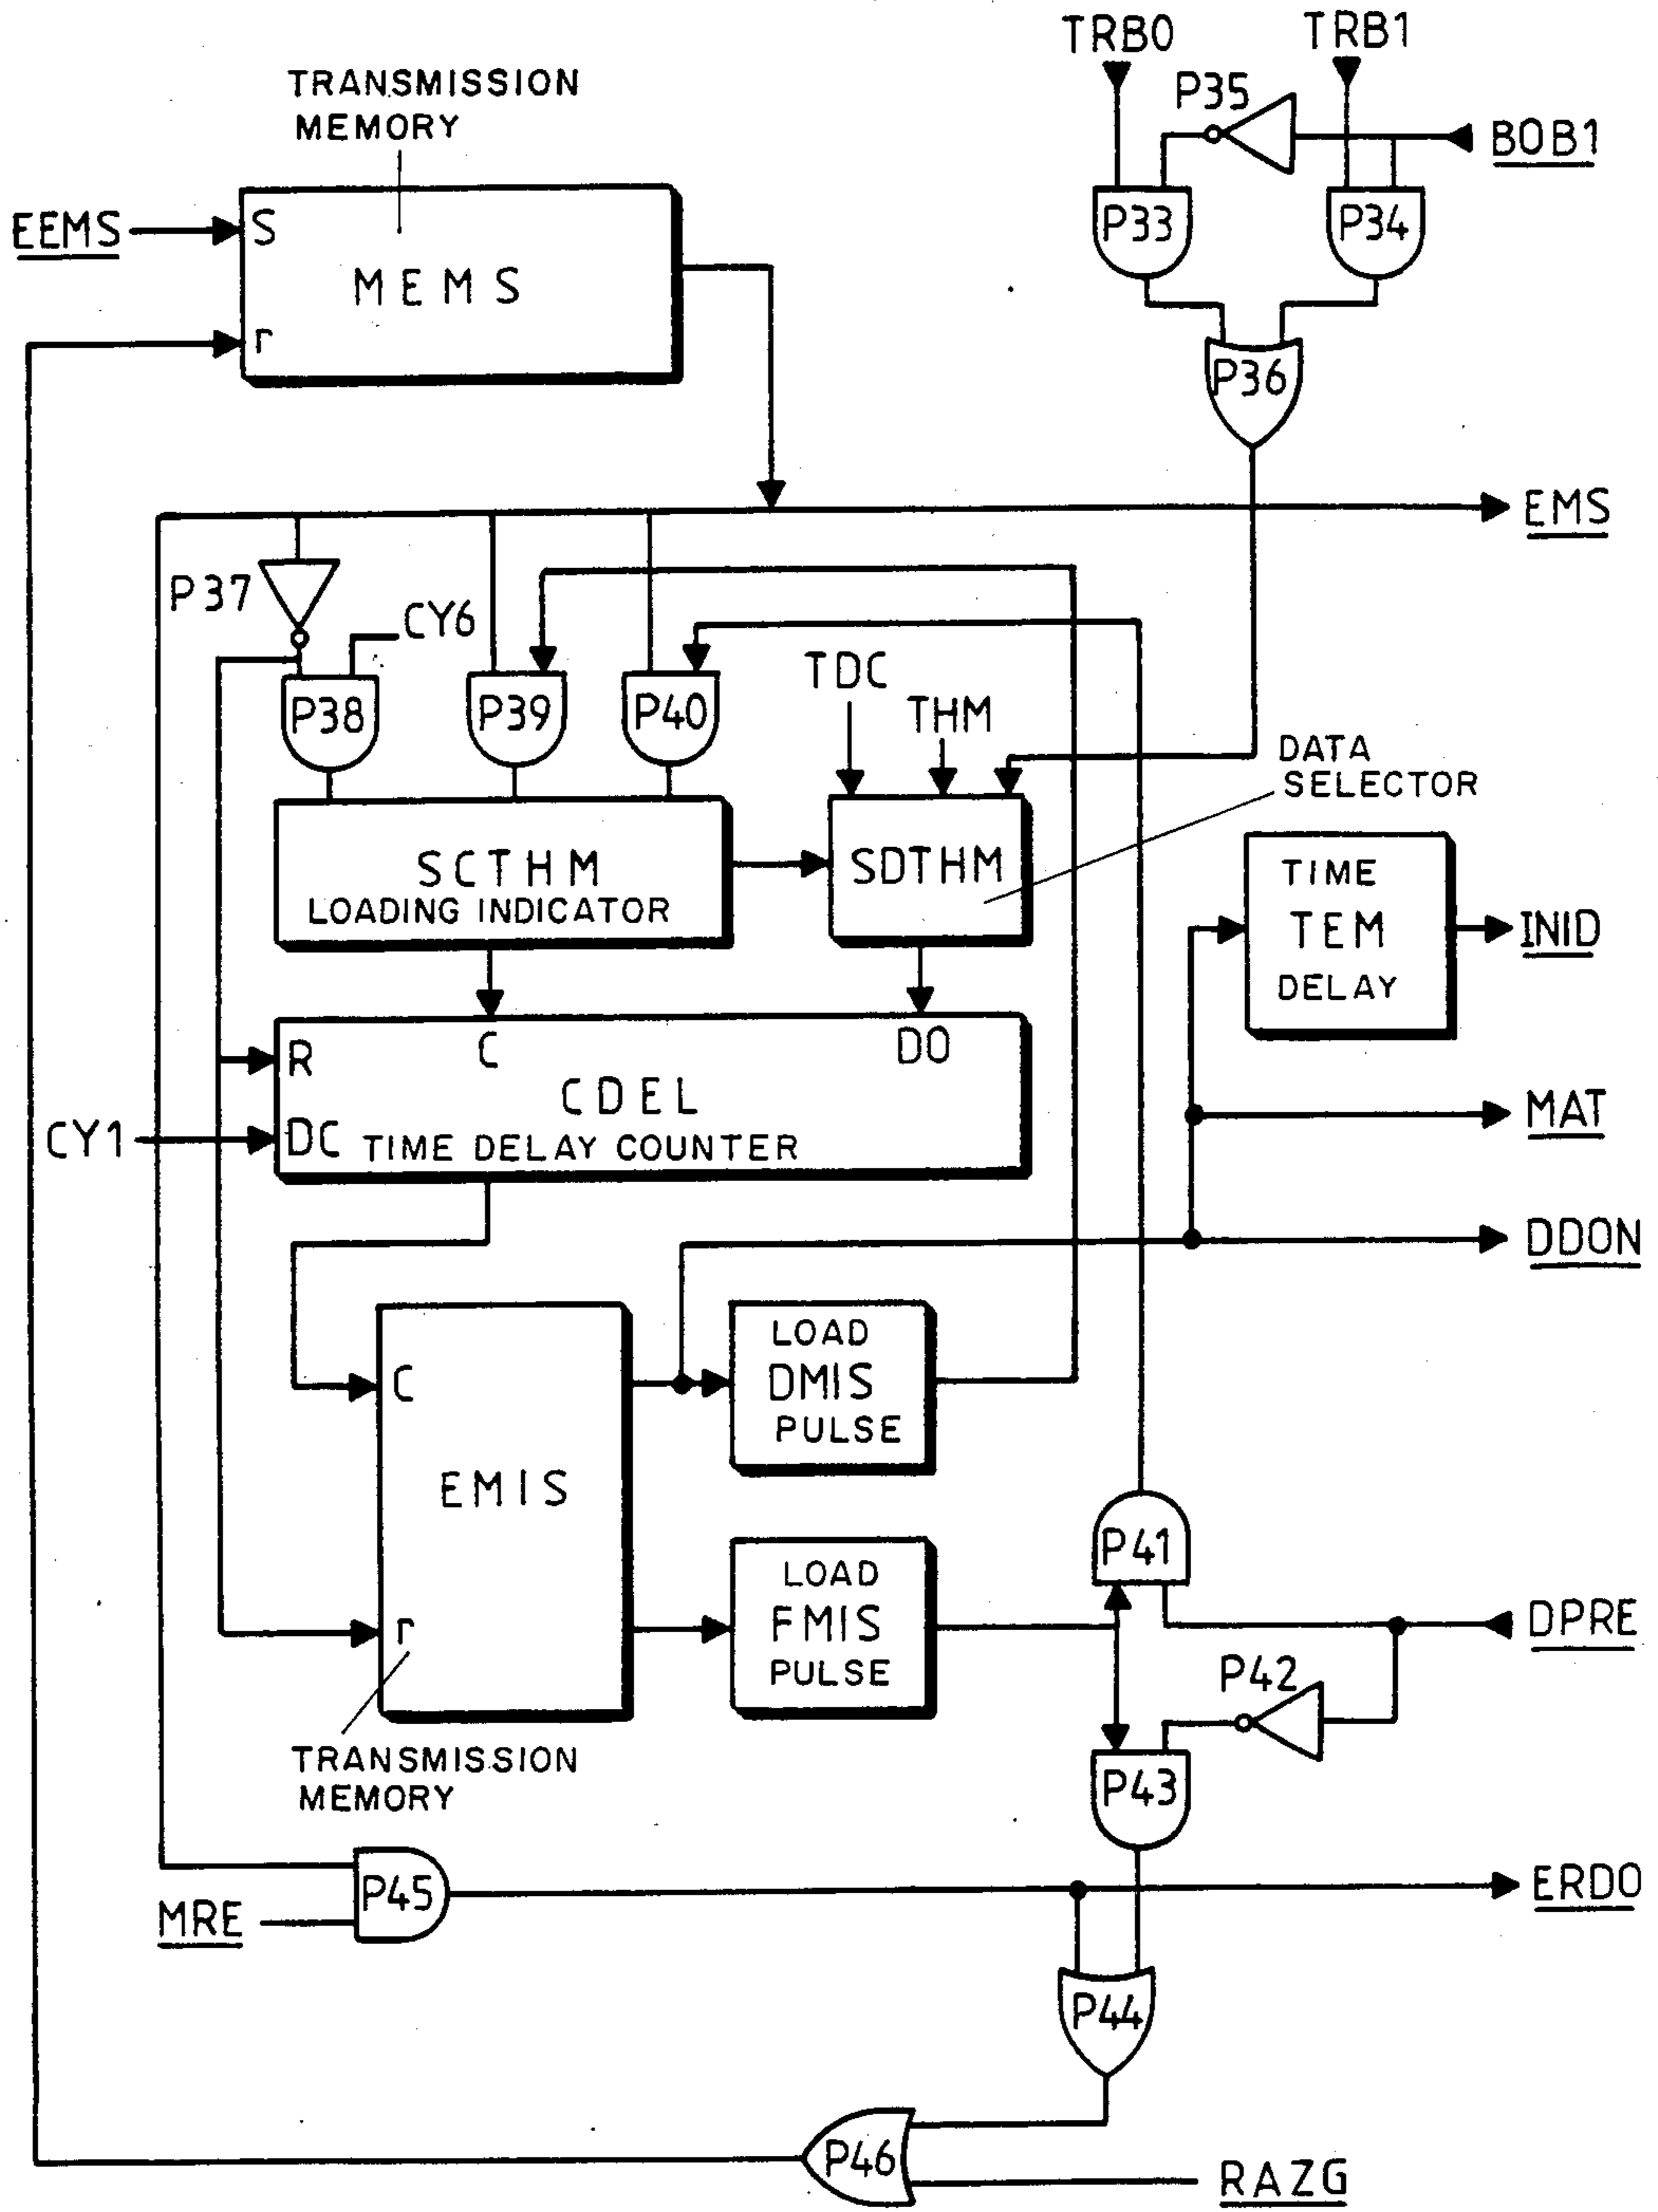 TRB0
TRB1
TRANSMISSION
MEMORY
P35
BOB1
EEMS
S
MEMS
r
P33
P34
P36
EMS
P37
CY6
P38
P39
P40
TDC
THM
DATA
SELECTOR
SCTHM
LOADING INDICATOR
SDTHM
TIME
TEM
DELAY
INID
R
C
DO
CDEL
CY1
DC
TIME DELAY COUNTER
MAT
DDON
C
LOAD
DMIS
PULSE
EMIS
P41
LOAD
FMIS
PULSE
r
DPRE
P42
TRANSMISSION
MEMORY
P43
P45
MRE
ERDO
P44
P46
RAZG